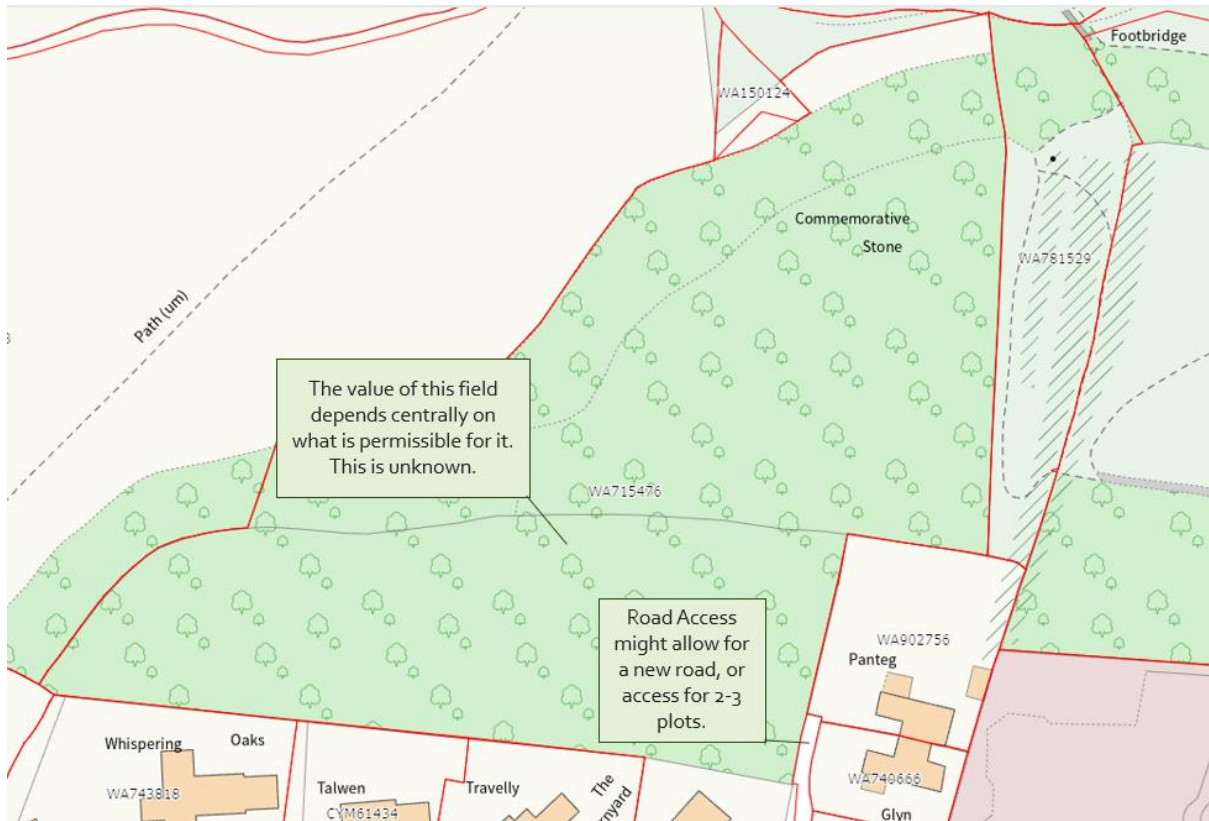 Footbridge
WA150124
Commemorative
Stone
WA781529
Path (um)
The value of this field
depends centrally on
what is permissible for it.
This is unknown.
WA715476
Road Access
might allow for
a new road, or
access for 2-3
plots.
WA902756
Panteg
Whispering Oaks
WA743818
Talwen
CYM61434
Travelly
The
rnyard
WA740666
Glyn